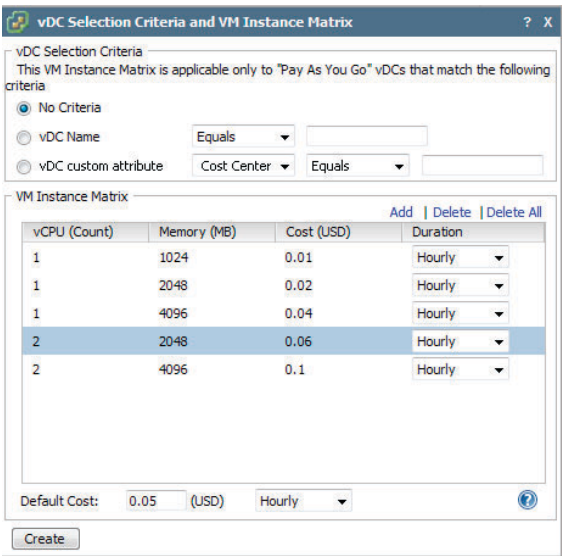 vDC Selection Criteria and VM Instance Matrix ? X
vDC Selection Criteria
This VM Instance Matrix is applicable only to "Pay As You Go" vDCs that match the following
criteria
No Criteria
vDC Name Equals
vDC custom attribute Cost Center Equals
VM Instance Matrix
Add | Delete | Delete All
vCPU (Count) Memory (MB) Cost (USD) Duration
1 1024 0.01 Hourly
1 2048 0.02 Hourly
1 4096 0.04 Hourly
2 2048 0.06 Hourly
2 4096 0.1 Hourly
Default Cost: 0.05 (USD) Hourly ?
Create